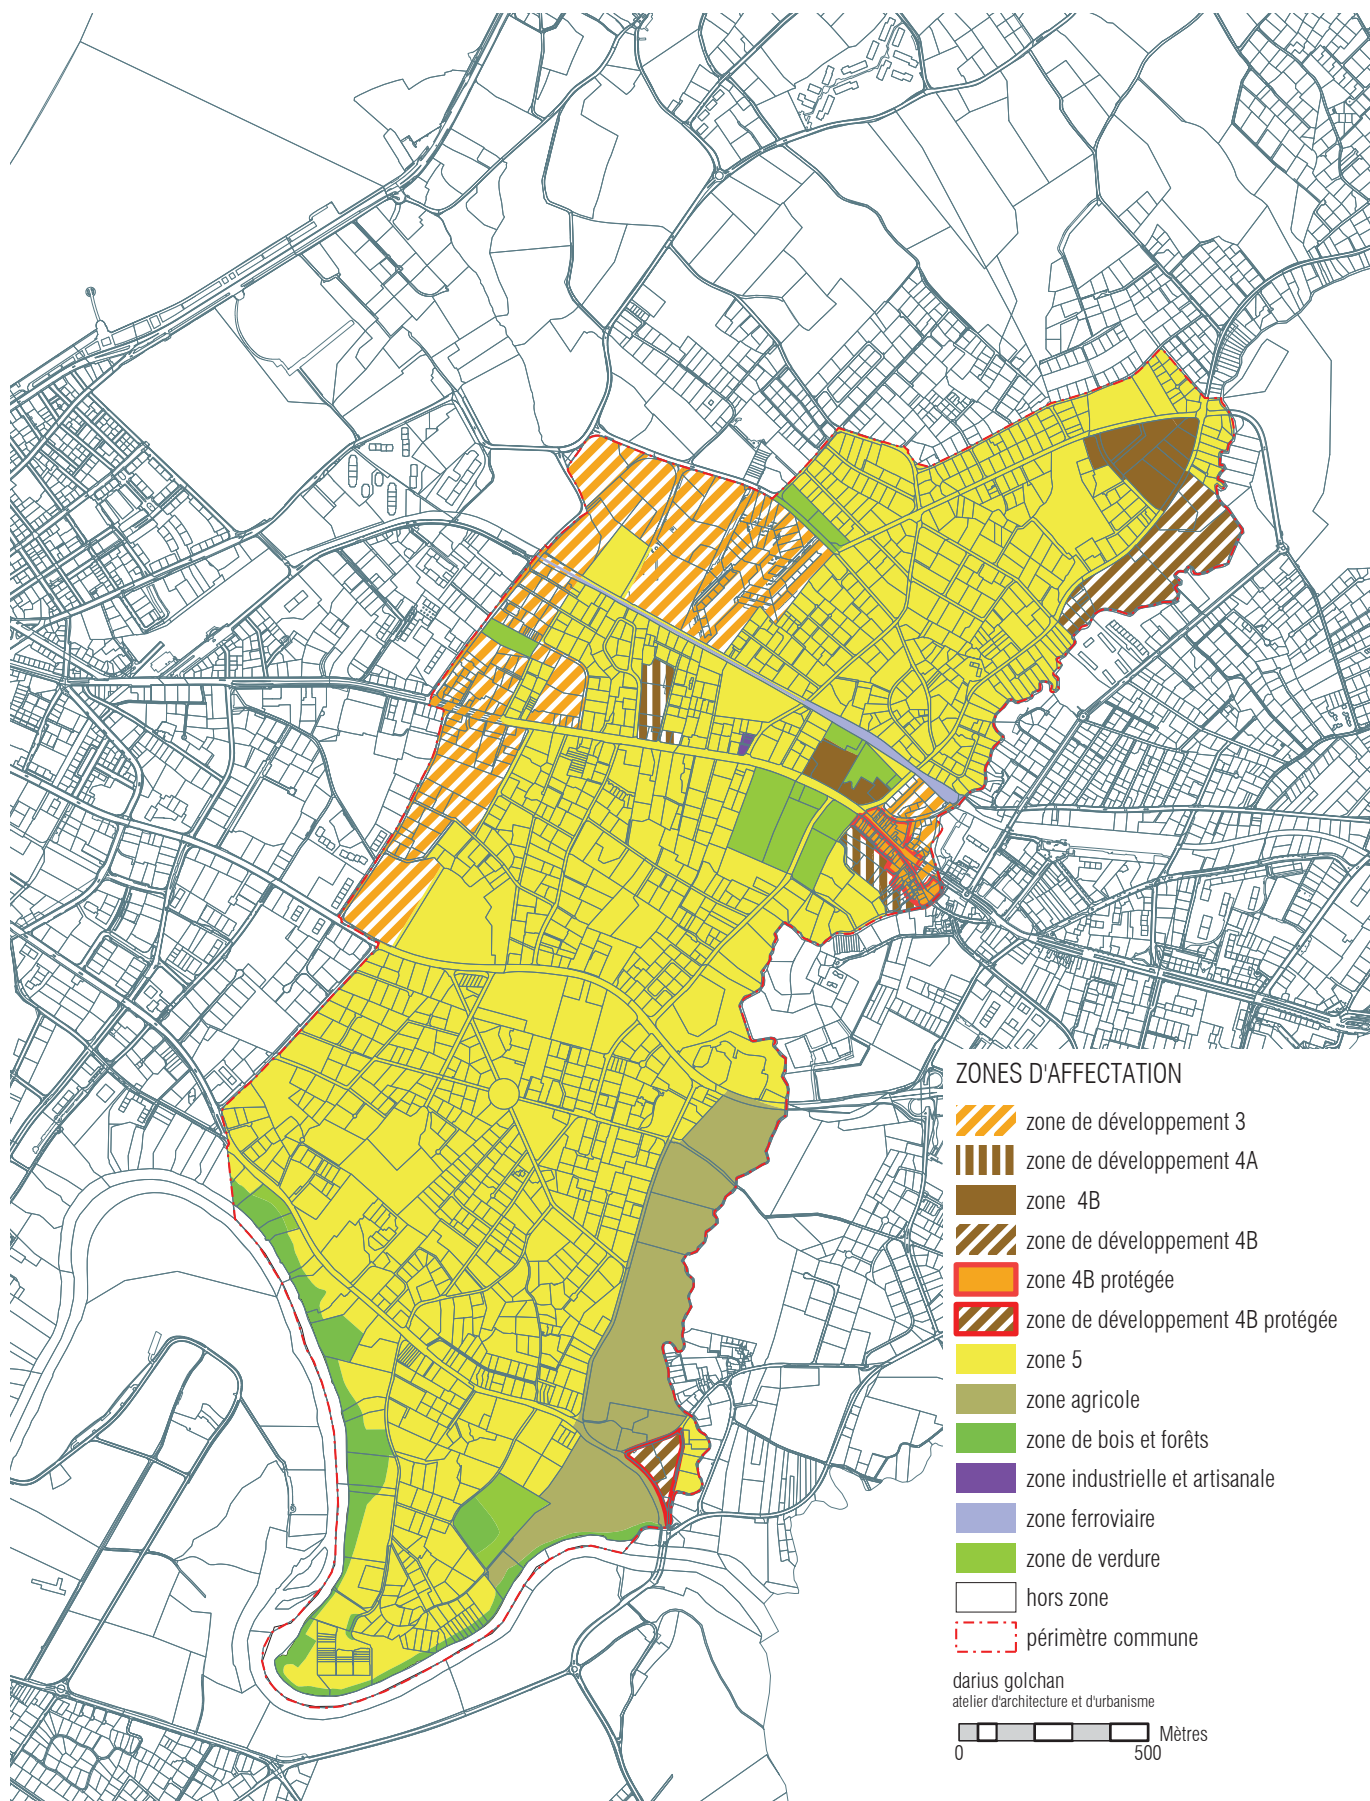 ZONES D'AFFECTATION
zone de développement 3
zone de développement 4A
zone 4B
zone de développement 4B
zone 4B protégée
zone de développement 4B protégée
zone 5
zone agricole
zone de bois et forêts
zone industrielle et artisanale
zone ferroviaire
zone de verdure
hors zone
périmètre commune
darius golchan
atelier d'architecture et d'urbanisme
Mètres
0 500